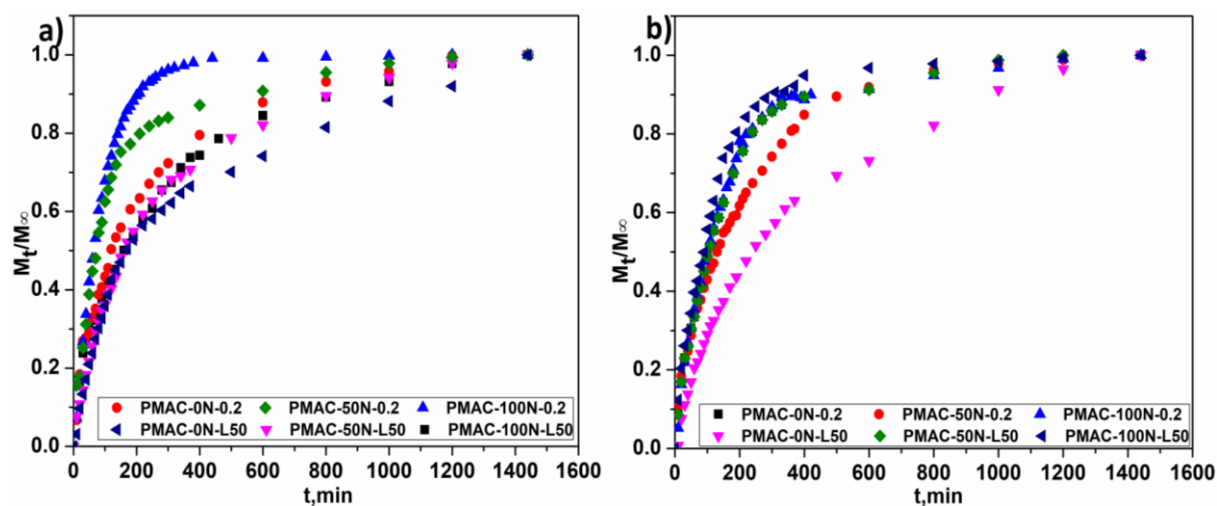 a)
1.0
0.8
0.6
0.4
0.2
0.0
Mt/M∞
PMAC-0N-0.2 PMAC-50N-0.2 PMAC-100N-0.2
PMAC-0N-L50 PMAC-50N-L50 PMAC-100N-L50
0 200 400 600 800 1000 1200 1400 1600
t,min
b)
1.0
0.8
0.6
0.4
0.2
0.0
Mt/M∞
PMAC-0N-0.2 PMAC-50N-0.2 PMAC-100N-0.2
PMAC-0N-L50 PMAC-50N-L50 PMAC-100N-L50
0 200 400 600 800 1000 1200 1400 1600
t,min